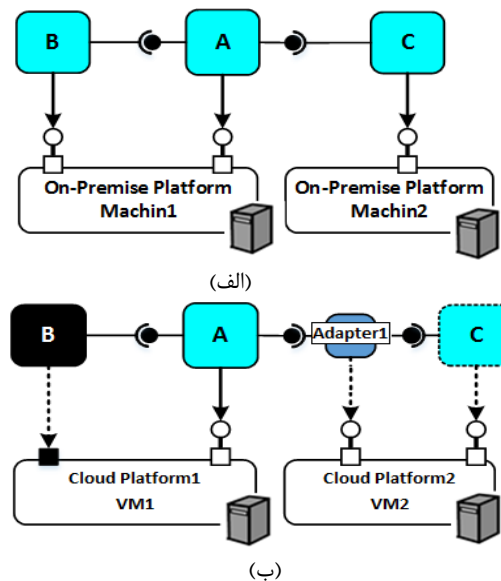 B
A
C
On-Premise Platform
Machin1
On-Premise Platform
Machin2
(الف)
B
A
Adapter1
C
Cloud Platform1
VM1
Cloud Platform2
VM2
(ب)